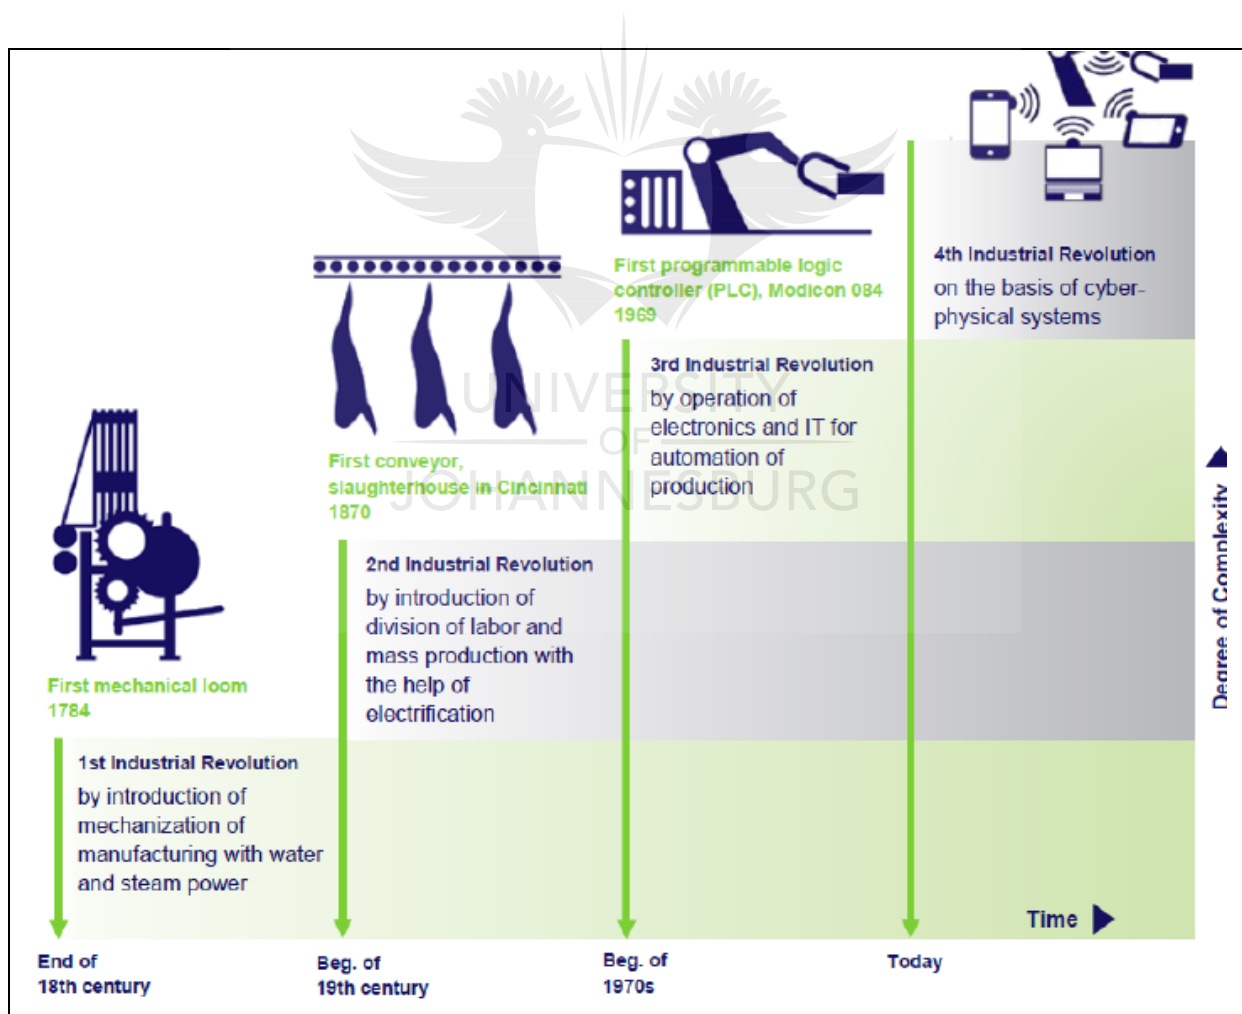 4th Industrial Revolution
on the basis of cyber-
physical systems
First programmable logic
controller (PLC), Modicon 084
1969
3rd Industrial Revolution
by operation of
electronics and IT for
automation of
production
First conveyor,
slaughterhouse in Cincinnati
1870
2nd Industrial Revolution
by introduction of
division of labor and
mass production with
the help of
electrification
First mechanical loom
1784
1st Industrial Revolution
by introduction of
mechanization of
manufacturing with water
and steam power
UNIVERSITY
OF
JOHANNESBURG
Degree of Complexity
Time
End of
18th century
Beg. of
19th century
Beg. of
1970s
Today